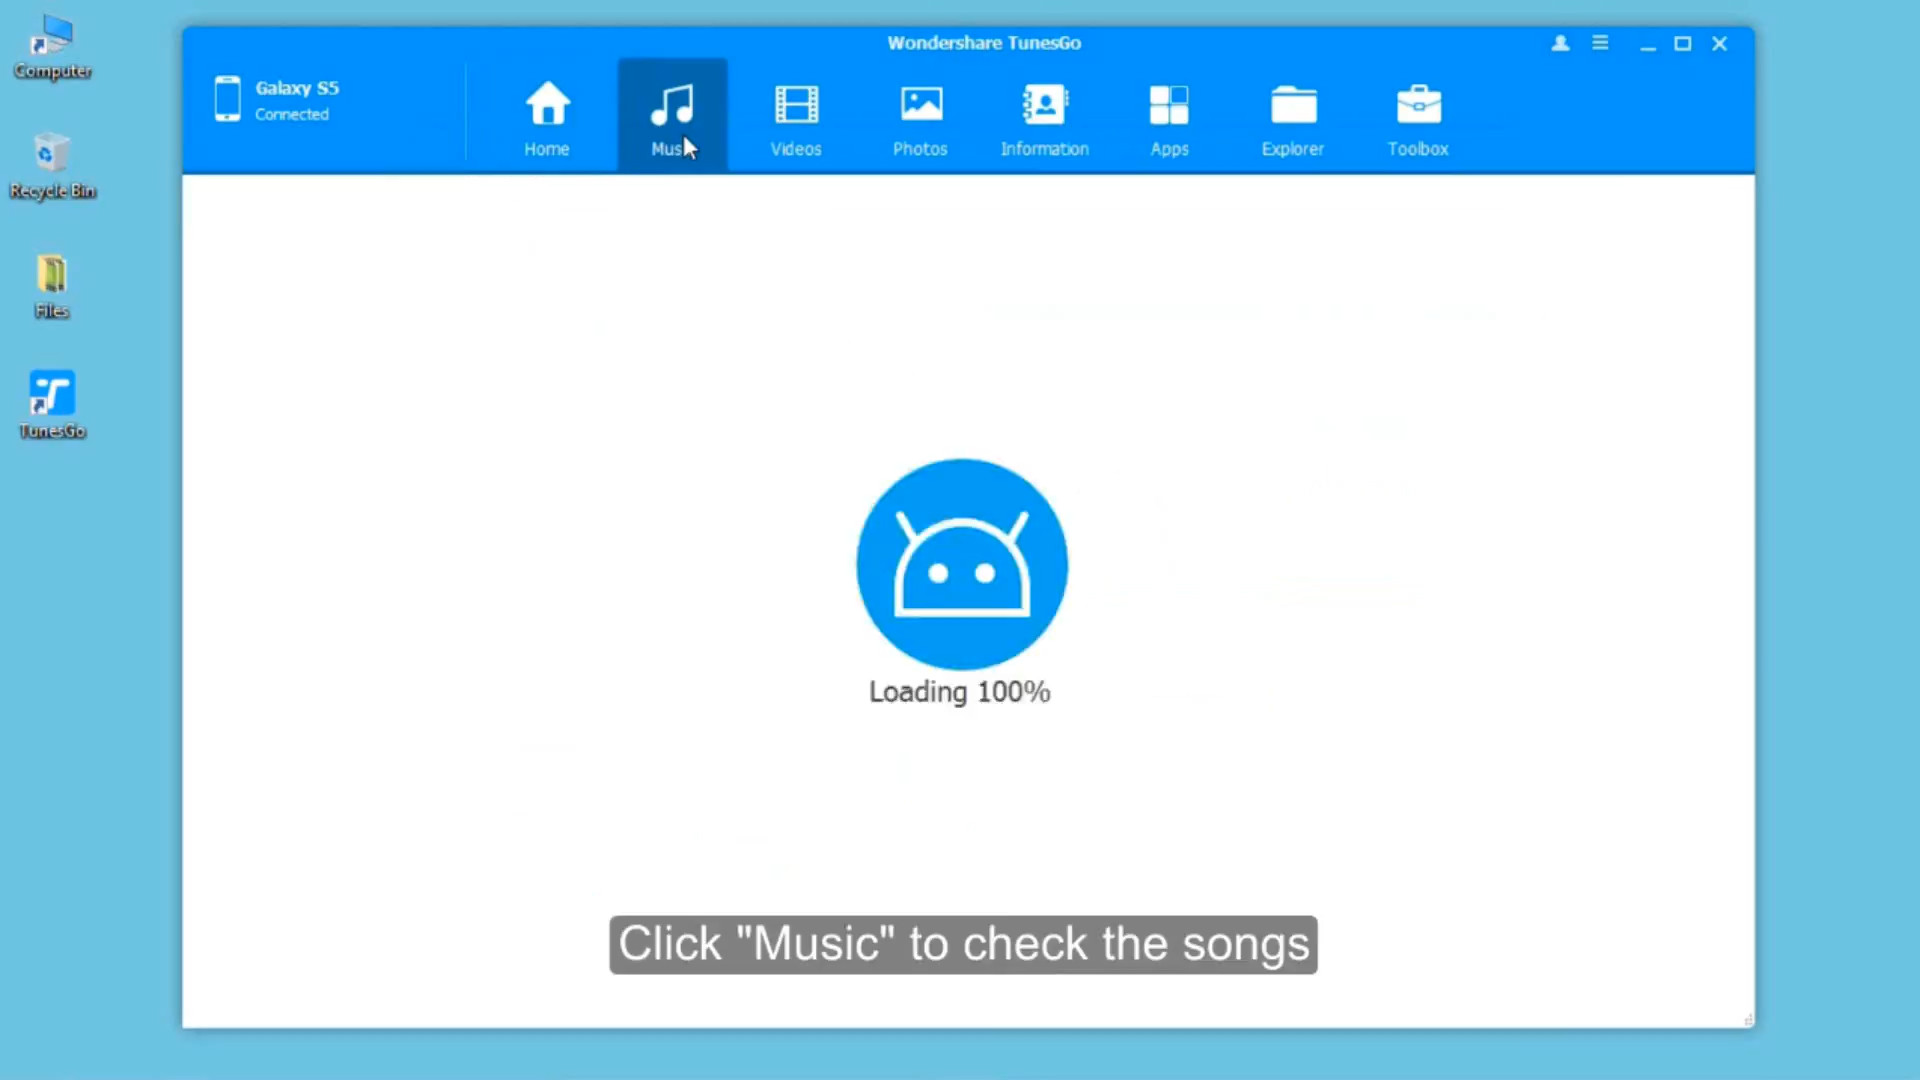 Computer
Recycle Bin
Files
TunesGo
Wondershare TunesGo
Galaxy S5
Connected
Home
Music
Videos
Photos
Information
Apps
Explorer
Toolbox
Loading 100%
Click "Music" to check the songs